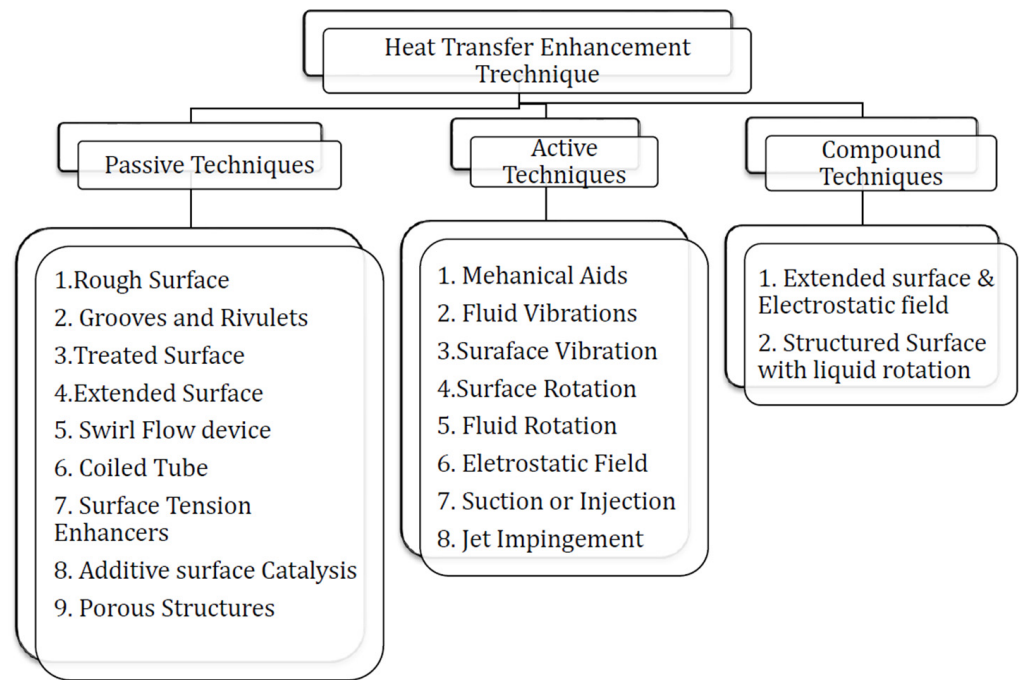 Heat Transfer Enhancement
Trechnique
Passive Techniques
Active
Techniques
Compound
Techniques
1.Rough Surface
2. Grooves and Rivulets
3.Treated Surface
4.Extended Surface
5. Swirl Flow device
6. Coiled Tube
7. Surface Tension
Enhancers
8. Additive surface Catalysis
9. Porous Structures
1. Mehanical Aids
2. Fluid Vibrations
3.Suraface Vibration
4.Surface Rotation
5. Fluid Rotation
6. Eletrostatic Field
7. Suction or Injection
8. Jet Impingement
1. Extended surface &
Electrostatic field
2. Structured Surface
with liquid rotation